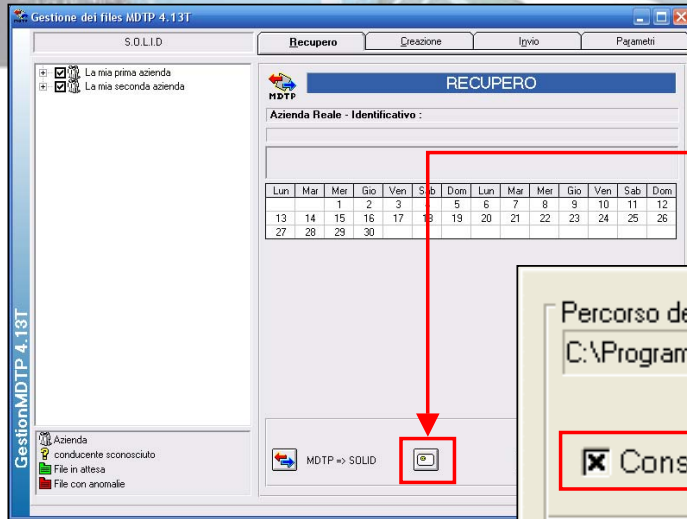 Gestione dei files MDTP 4.13T
S.O.L.I.D
Recupero
Creazione
Invio
Parametri
La mia prima azienda
La mia seconda azienda
MDTP
RECUPERO
Azienda Reale - Identificativo :
Lun Mar Mer Gio Ven Sab Dom Lun Mar Mer Gio Ven Sab Dom
1 2 3 4 5 6 7 8 9 10 11 12
13 14 15 16 17 18 19 20 21 22 23 24 25 26
27 28 29 30
GestionMDTP 4.13T
Azienda
conducente sconosciuto
File in attesa
File con anomalie
MDTP => SOLID
Percorso de
C:\Program
Cons